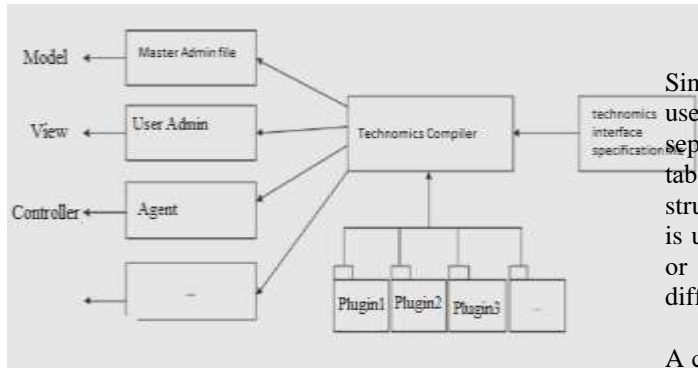 Model
Master Admin file
View
User Admin
Technomics Compiler
technomics
interface
specification
Controller
Agent
...
Plugin1
Plugin2
Plugin3
...
Sin
use
sep
tab
stru
is u
or
diff
A c